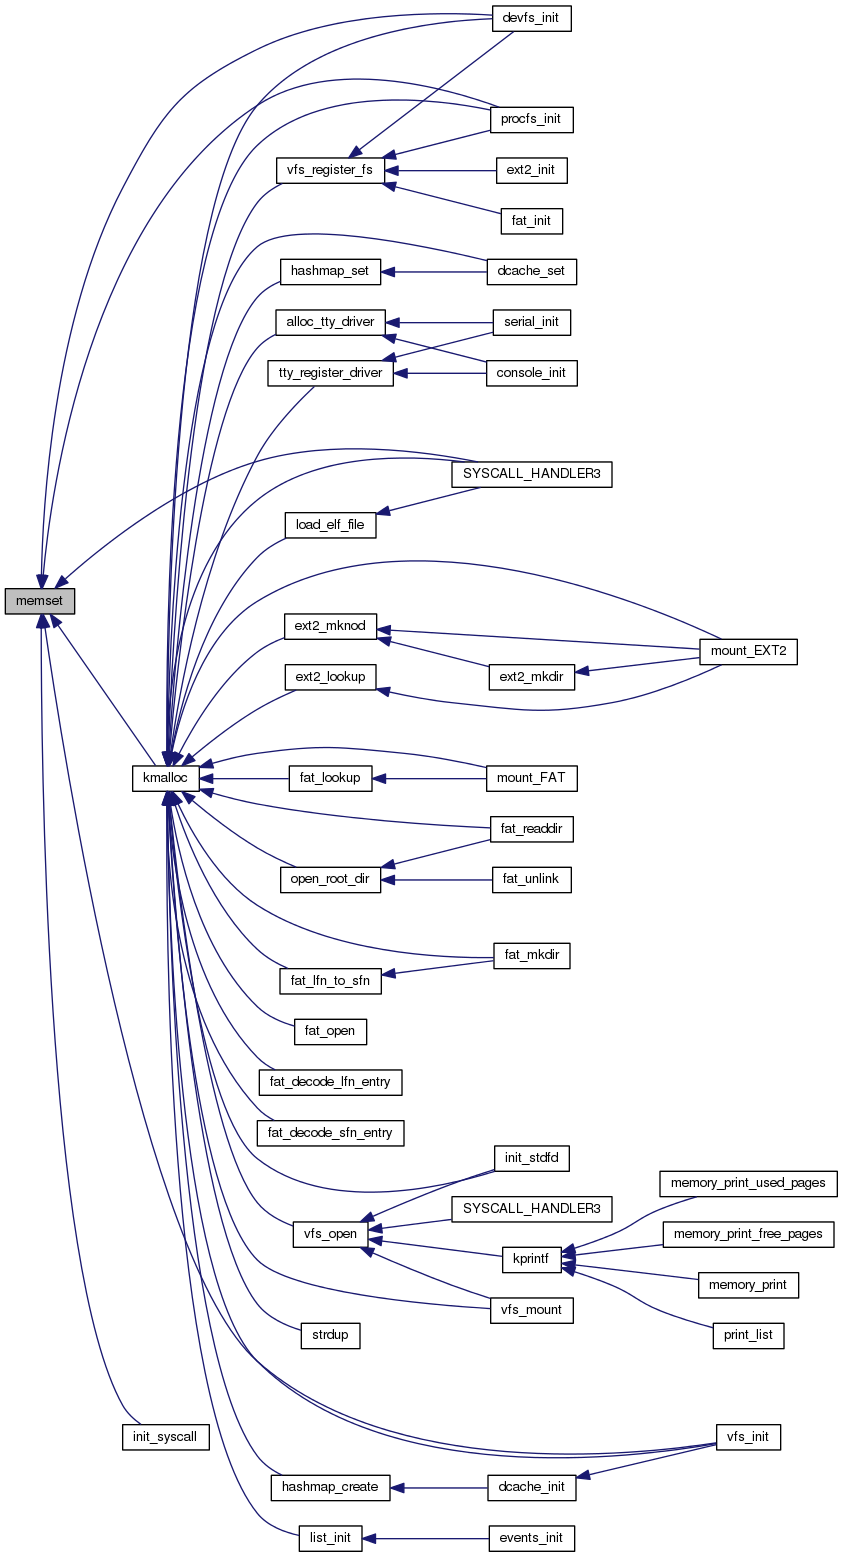 devfs_init
procfs_init
vfs_register_fs
ext2_init
fat_init
hashmap_set
dcache_set
alloc_tty_driver
serial_init
tty_register_driver
console_init
SYSCALL_HANDLER3
load_elf_file
memset
ext2_mknod
mount_EXT2
ext2_lookup
ext2_mkdir
kmalloc
fat_lookup
mount_FAT
fat_readdir
open_root_dir
fat_unlink
fat_mkdir
fat_lfn_to_sfn
fat_open
fat_decode_lfn_entry
fat_decode_sfn_entry
init_stdfd
memory_print_used_pages
SYSCALL_HANDLER3
vfs_open
memory_print_free_pages
kprintf
memory_print
vfs_mount
strdup
print_list
init_syscall
vfs_init
hashmap_create
dcache_init
list_init
events_init